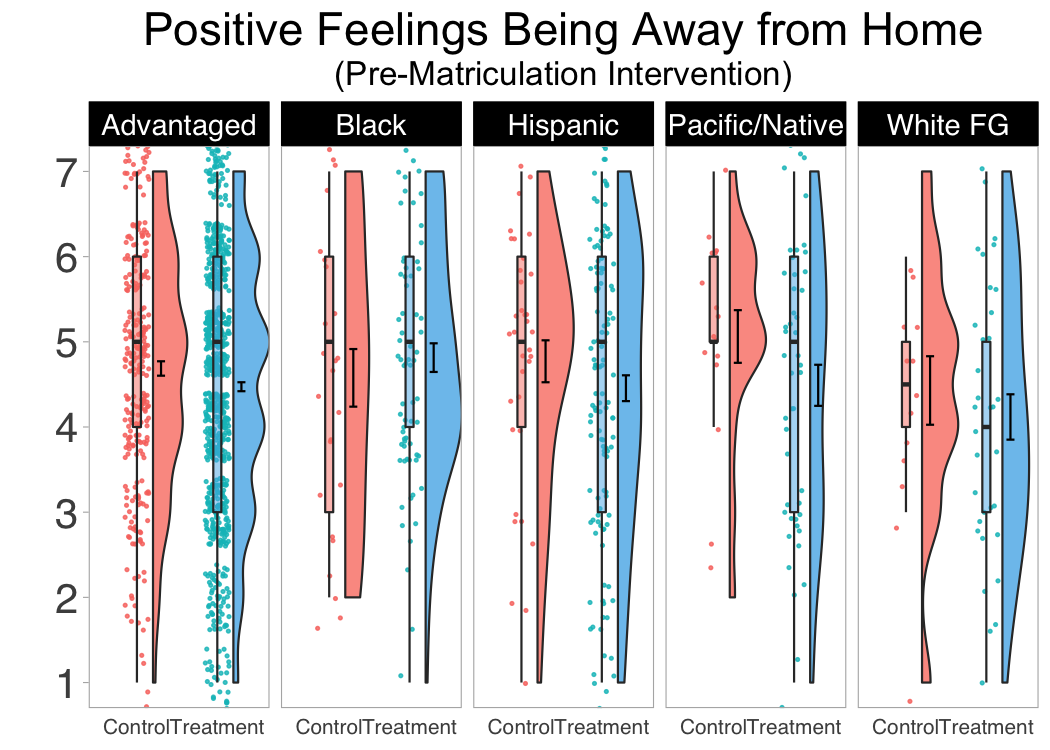 Positive Feelings Being Away from Home
(Pre-Matriculation Intervention)
Advantaged Black Hispanic Pacific/Native White FG
7
6
5
4
3
2
1
ControlTreatment ControlTreatment ControlTreatment ControlTreatment ControlTreatment